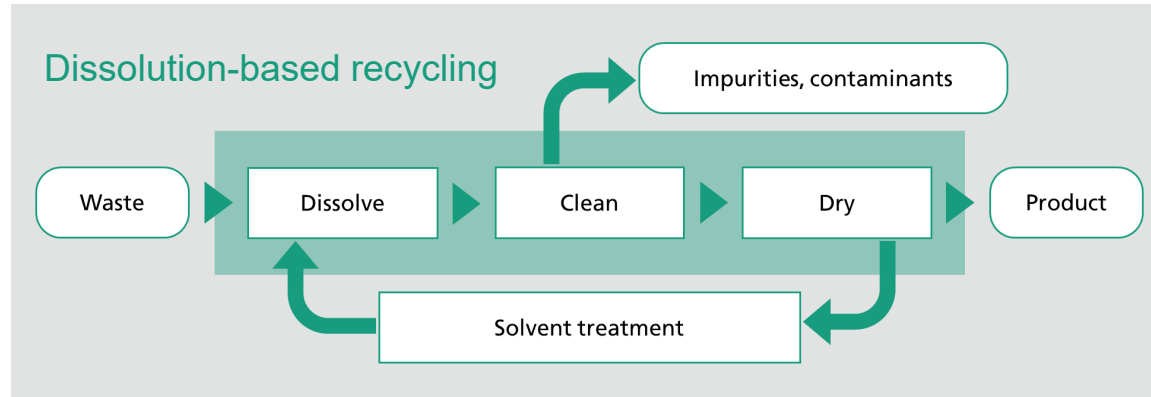 Dissolution-based recycling
Impurities, contaminants
Waste
Dissolve
Clean
Dry
Product
Solvent treatment